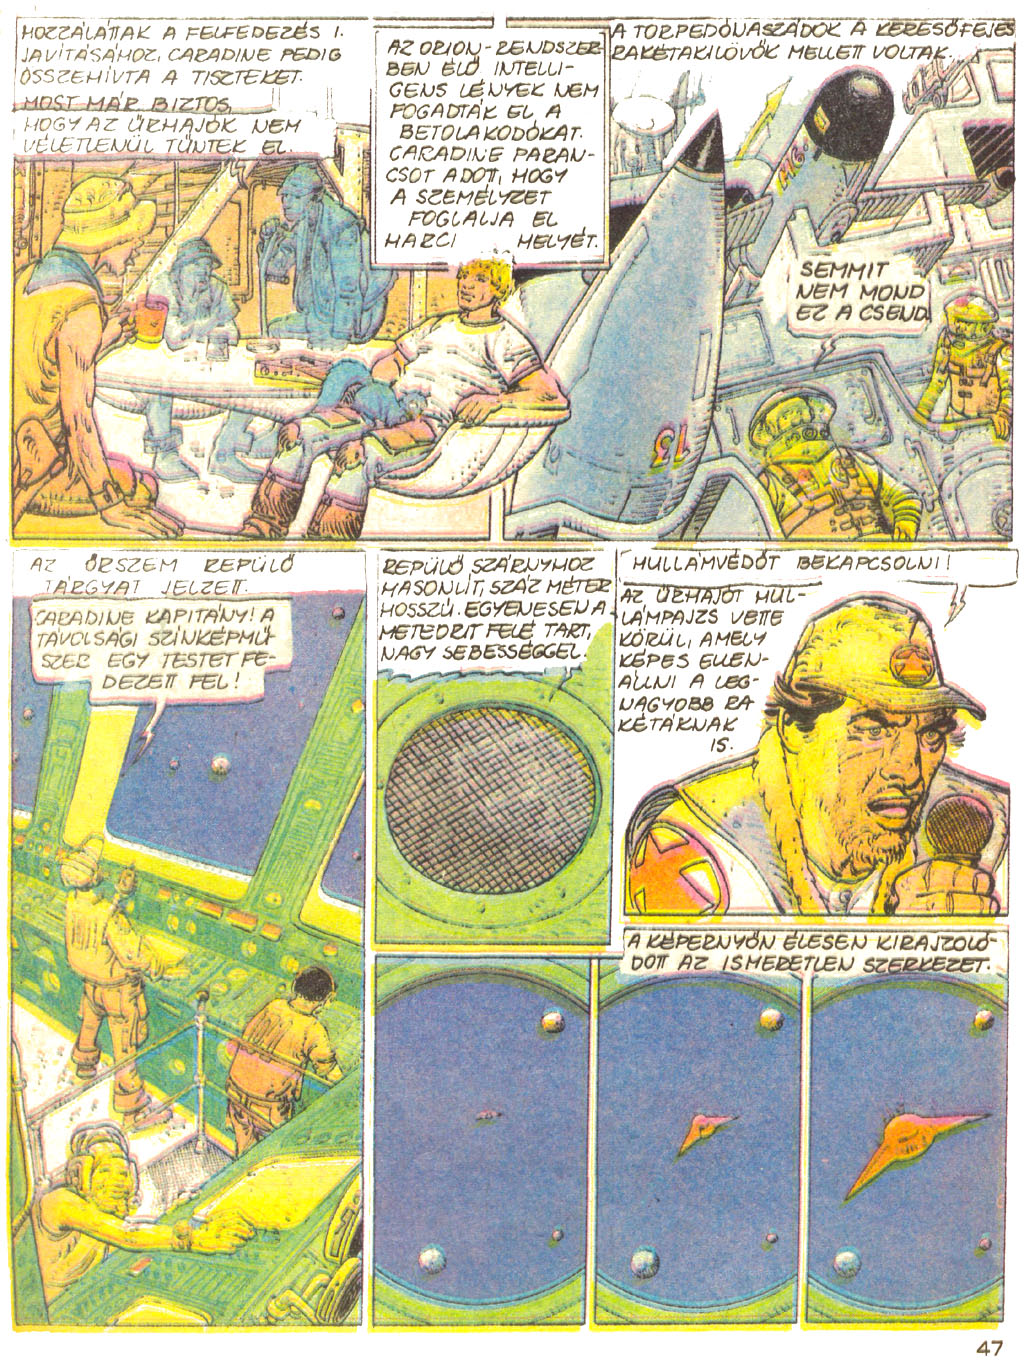 HOZZÁLÁTTAK A FELFEDEZÉS I.
JAVÍTÁSÁHOZ, CARADINE PEDIG
ÖSSZEHÍVTA A TISZTEKET.
MOST MÁR BIZTOS,
HOGY AZ ŰRHAJÓK NEM
VÉLETLENÜL TŰNTEK EL.
AZ ORION-RENDSZER-
BEN ÉLŐ INTELLI-
GENS LÉNYEK NEM
FOGADTÁK EL A
BETOLAKODÓKAT.
CARADINE PARAN-
CSOT ADOTT, HOGY
A SZEMÉLYZET
FOGLALJA EL
HARCI HELYÉT.
A TORPEDÓNASZÁDOK A KERESŐFEJES
RAKÉTAKILÖVŐK MELLETT VOLTAK.
SEMMIT
NEM MOND
EZ A CSEND.
13
AZ ŐRSZEM REPÜLŐ
TÁRGYAT JELZETT.
CARADINE KAPITÁNY! A
TÁVOLSÁGI SZÍNKÉPMŰ-
SZER EGY TESTET FE-
DEZETT FEL!
REPÜLŐ SZÁRNYHOZ
HASONLÍT, SZÁZ MÉTER
HOSSZÚ. EGYENESEN A
METEORIT FELÉ TART,
NAGY SEBESSÉGGEL.
HULLÁMVÉDŐT BEKAPCSOLNI!
AZ ŰRHAJÓT HUL-
LÁMPAJZS VETTE
KÖRÜL, AMELY
KÉPES ELLEN-
ÁLLNI A LEG-
NAGYOBB RA
KÉTÁKNAK
IS.
A KÉPERNYŐN ÉLESEN KIRAJZOLÓ-
DOTT AZ ISMERETLEN SZERKEZET.
47